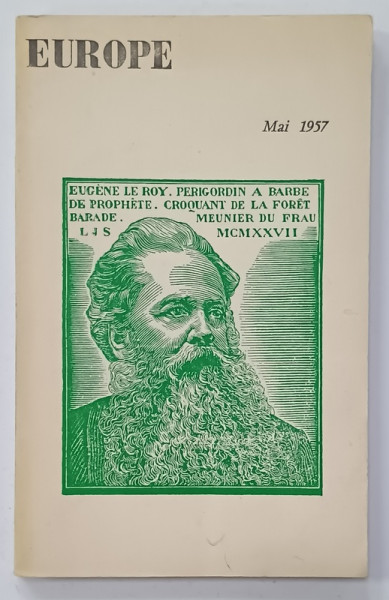 EUROPE
Mai 1957
EUGÈNE LE ROY. PERIGORDIN A BARBE
DE PROPHÈTE. CROQUANT DE LA FORÊT
BARADE. MEUNIER DU FRAU
LJS MCMXXVII